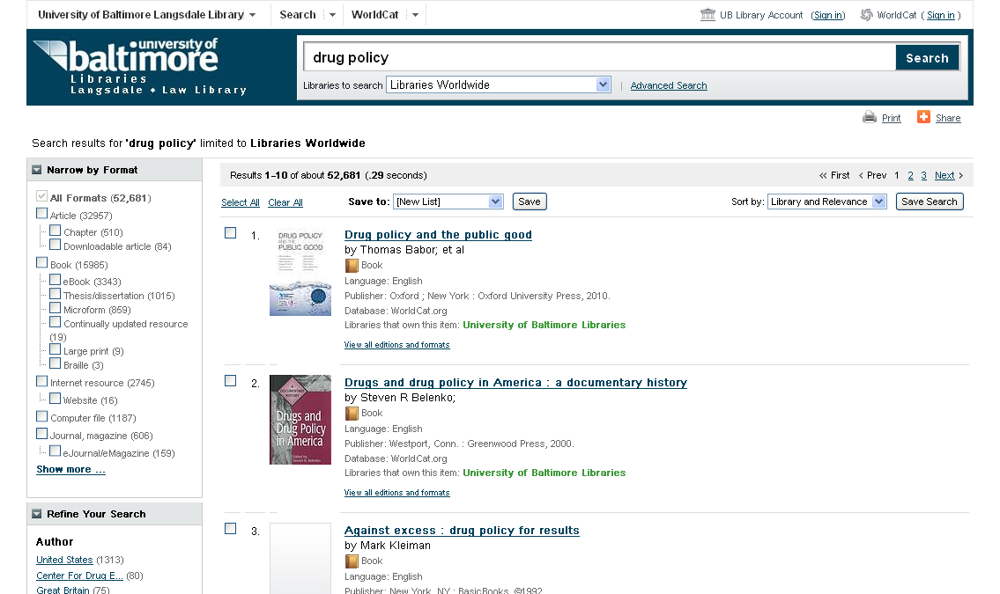 University of Baltimore Langsdale Library Search WorldCat UB Library Account (Sign in) WorldCat ( Sign in )
university of
baltimore
Libraries
Langsdale • Law Library
drug policy Search
Libraries to search Libraries Worldwide | Advanced Search
Print Share
Search results for 'drug policy' limited to Libraries Worldwide
Narrow by Format
All Formats (52,681)
Article (32957)
Chapter (510)
Downloadable article (84)
Book (15985)
eBook (3343)
Thesis/dissertation (1015)
Microform (859)
Continually updated resource
(19)
Large print (9)
Braille (3)
Internet resource (2745)
Website (16)
Computer file (1187)
Journal, magazine (606)
eJournal/eMagazine (159)
Show more ...
Refine Your Search
Author
United States (1313)
Center For Drug E... (80)
Great Britain (75)
Results 1-10 of about 52,681 (.29 seconds) « First ‹ Prev 1 2 3 Next ›
Select All Clear All Save to: [New List] Save Sort by: Library and Relevance Save Search
1.
DRUG POLICY
AND THE
PUBLIC GOOD
Drug policy and the public good
by Thomas Babor; et al
Book
Language: English
Publisher: Oxford ; New York : Oxford University Press, 2010.
Database: WorldCat.org
Libraries that own this item: University of Baltimore Libraries
View all editions and formats
2.
A
DOCUMENTARY
HISTORY
Drugs and
Drug Policy
in America
Edited by
Steven R. Belenko
Drugs and drug policy in America : a documentary history
by Steven R Belenko;
Book
Language: English
Publisher: Westport, Conn. : Greenwood Press, 2000.
Database: WorldCat.org
Libraries that own this item: University of Baltimore Libraries
View all editions and formats
3.
Against excess : drug policy for results
by Mark Kleiman
Book
Language: English
Publisher: New York, NY : BasicBooks, ©1992.